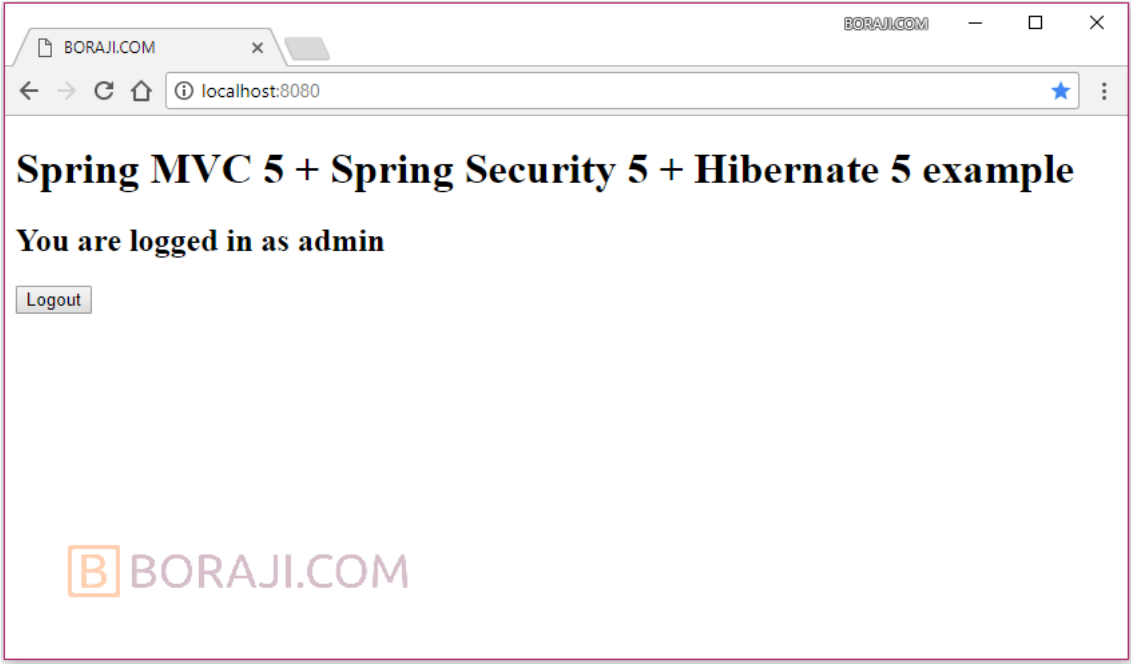 BORAJI.COM
BORAJI.COM
localhost:8080
Spring MVC 5 + Spring Security 5 + Hibernate 5 example
You are logged in as admin
Logout
B BORAJI.COM